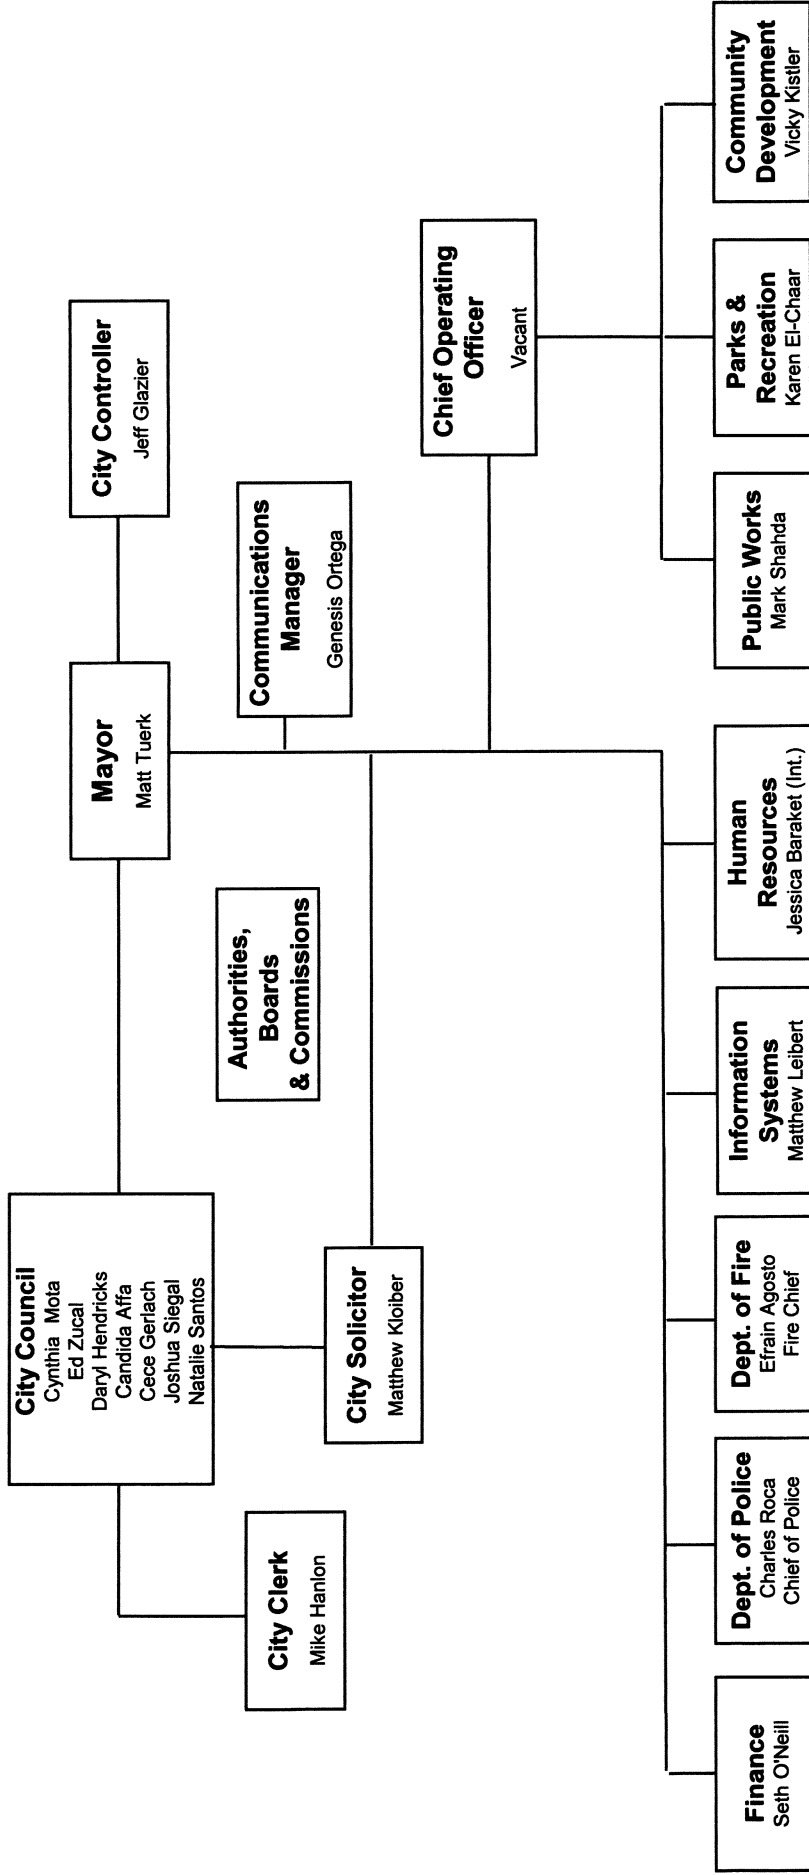 City Council
Cynthia Mota
Ed Zucal
Daryl Hendricks
Candida Affa
Cece Gerlach
Joshua Siegal
Natalie Santos
Mayor
Matt Tuerk
City Controller
Jeff Glazier
City Clerk
Mike Hanlon
Authorities,
Boards
& Commissions
Communications
Manager
Genesis Ortega
City Solicitor
Matthew Kloiber
Chief Operating
Officer
Vacant
Finance
Seth O'Neill
Dept. of Police
Charles Roca
Chief of Police
Dept. of Fire
Efrain Agosto
Fire Chief
Information
Systems
Matthew Leibert
Human
Resources
Jessica Baraket (Int.)
Public Works
Mark Shahda
Parks &
Recreation
Karen El-Chaar
Community
Development
Vicky Kistler